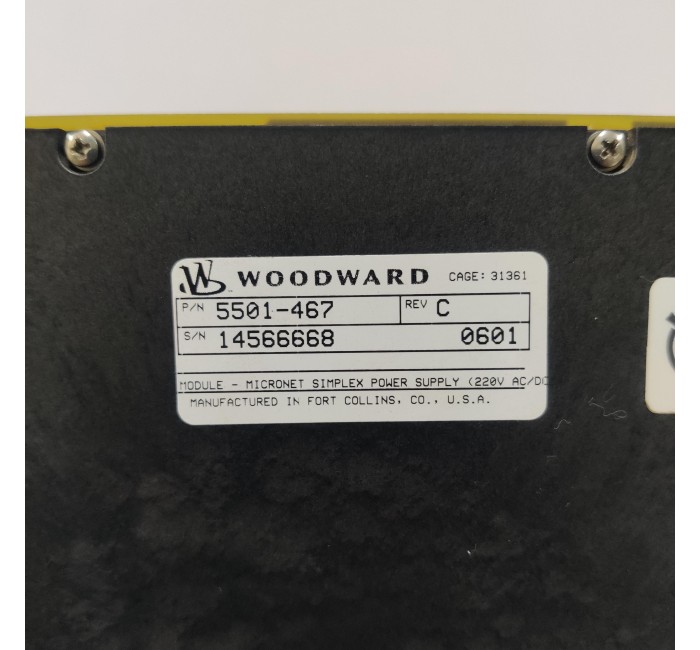 WOODWARD CAGE: 31361
P/N 5501-467 REV C
S/N 14566668 0601
MODULE - MICRONET SIMPLEX POWER SUPPLY (220V AC/DC
MANUFACTURED IN FORT COLLINS, CO., U.S.A.